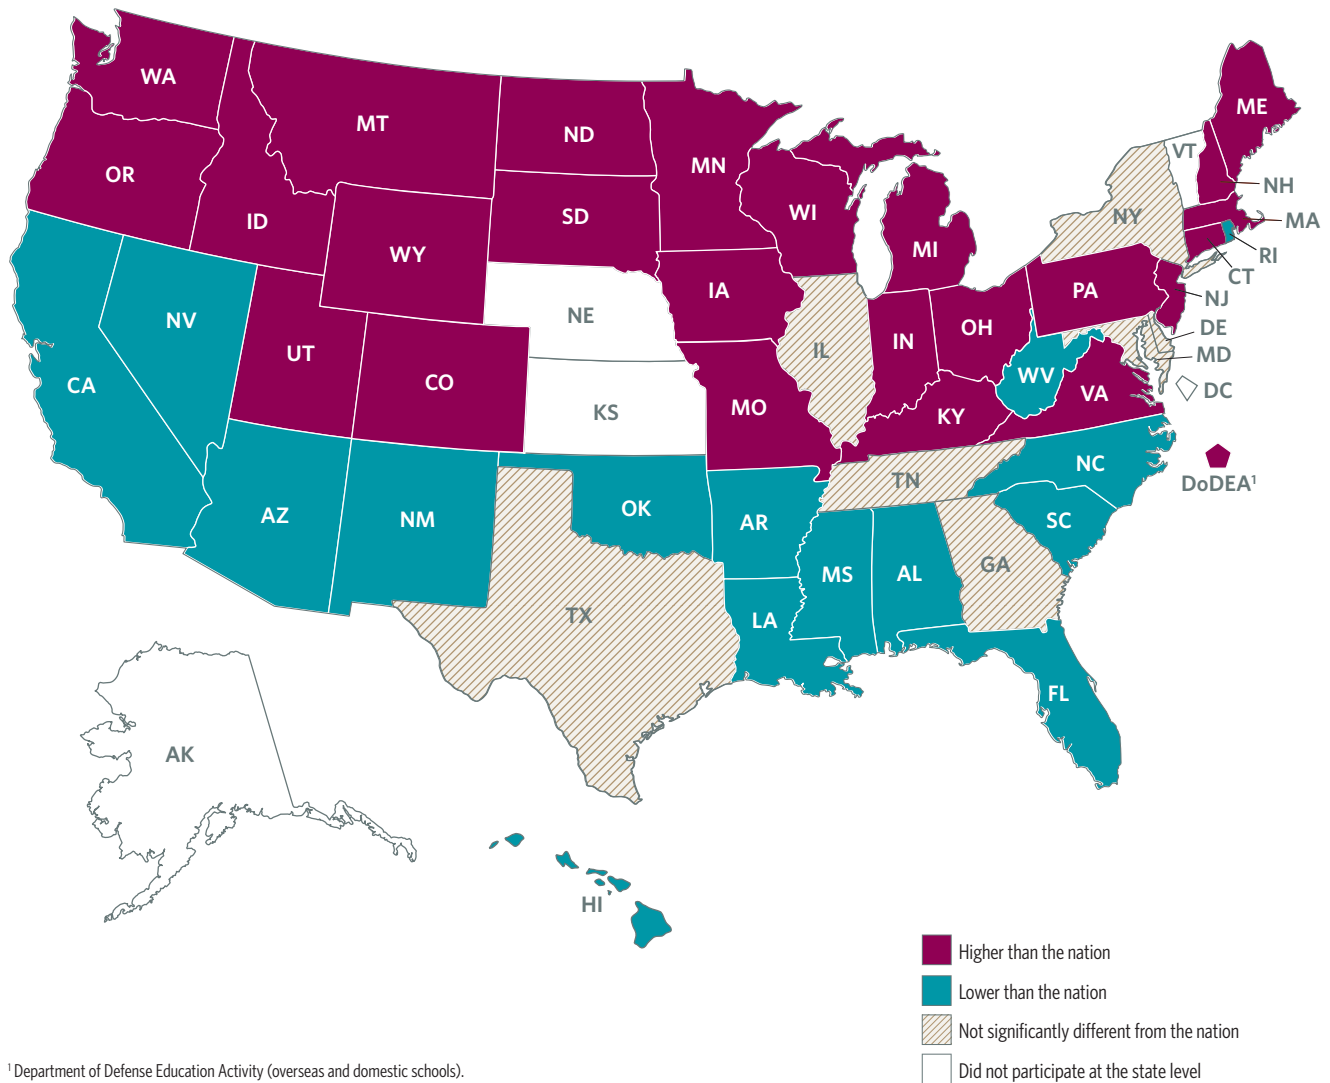 WA
MT
ND
MN
ME
OR
ID
SD
WI
MI
NY
VT
NH
MA
RI
CT
WY
IA
PA
NJ
NV
NE
OH
IN
IL
DE
MD
DC
CA
UT
CO
KS
MO
WV
VA
KY
AZ
NM
OK
AR
TN
NC
DoDEA¹
SC
TX
MS
AL
GA
LA
FL
AK
HI
Higher than the nation
Lower than the nation
Not significantly different from the nation
Did not participate at the state level
¹ Department of Defense Education Activity (overseas and domestic schools).